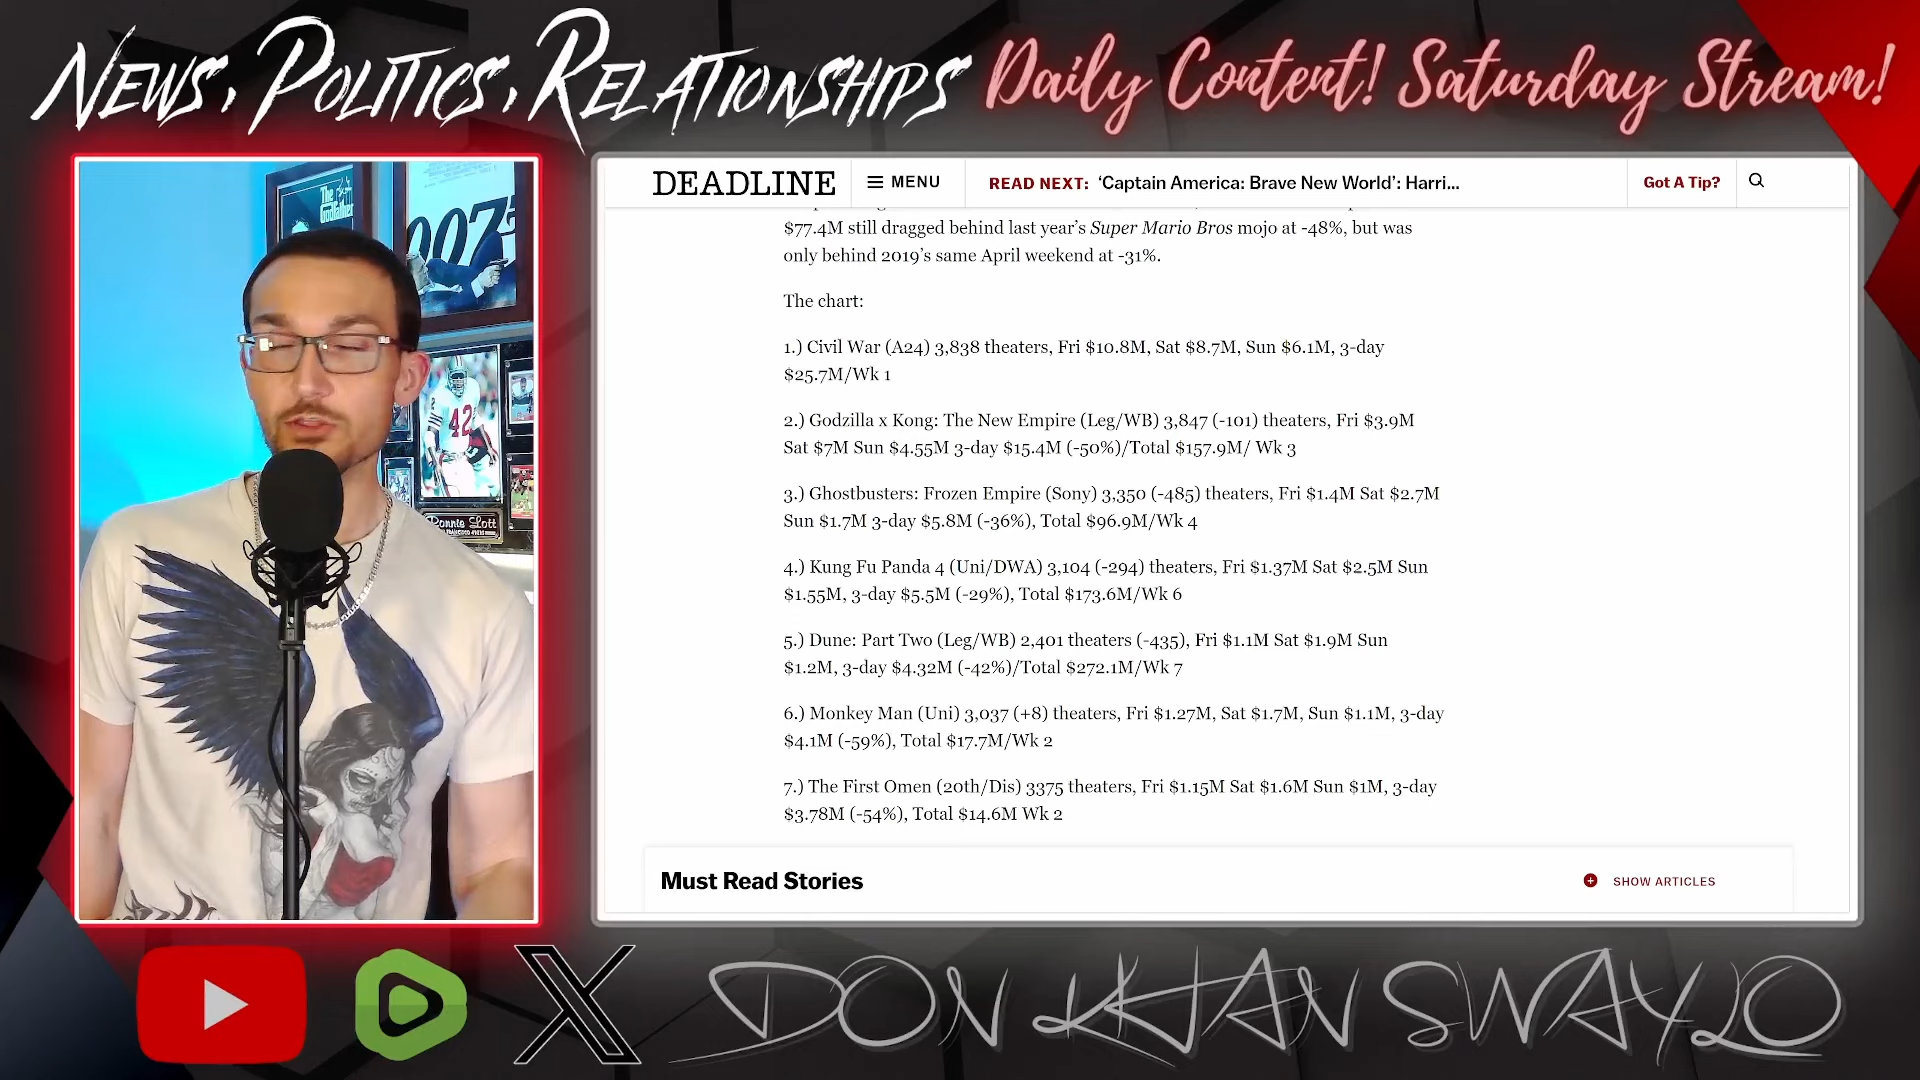 NEWS, POLITICS, RELATIONSHIPS
Daily Content! Saturday Stream!
The
Godfather
007
42
Ronnie Lott
SAN FRANCISCO 49ERS
DEADLINE
MENU
READ NEXT: ‘Captain America: Brave New World’: Harri...
Got A Tip?
$77.4M still dragged behind last year’s Super Mario Bros mojo at -48%, but was
only behind 2019’s same April weekend at -31%.
The chart:
1.) Civil War (A24) 3,838 theaters, Fri $10.8M, Sat $8.7M, Sun $6.1M, 3-day
$25.7M/Wk 1
2.) Godzilla x Kong: The New Empire (Leg/WB) 3,847 (-101) theaters, Fri $3.9M
Sat $7M Sun $4.55M 3-day $15.4M (-50%)/Total $157.9M/ Wk 3
3.) Ghostbusters: Frozen Empire (Sony) 3,350 (-485) theaters, Fri $1.4M Sat $2.7M
Sun $1.7M 3-day $5.8M (-36%), Total $96.9M/Wk 4
4.) Kung Fu Panda 4 (Uni/DWA) 3,104 (-294) theaters, Fri $1.37M Sat $2.5M Sun
$1.55M, 3-day $5.5M (-29%), Total $173.6M/Wk 6
5.) Dune: Part Two (Leg/WB) 2,401 theaters (-435), Fri $1.1M Sat $1.9M Sun
$1.2M, 3-day $4.32M (-42%)/Total $272.1M/Wk 7
6.) Monkey Man (Uni) 3,037 (+8) theaters, Fri $1.27M, Sat $1.7M, Sun $1.1M, 3-day
$4.1M (-59%), Total $17.7M/Wk 2
7.) The First Omen (20th/Dis) 3375 theaters, Fri $1.15M Sat $1.6M Sun $1M, 3-day
$3.78M (-54%), Total $14.6M Wk 2
Must Read Stories
SHOW ARTICLES
DON KHAN SWAYLO